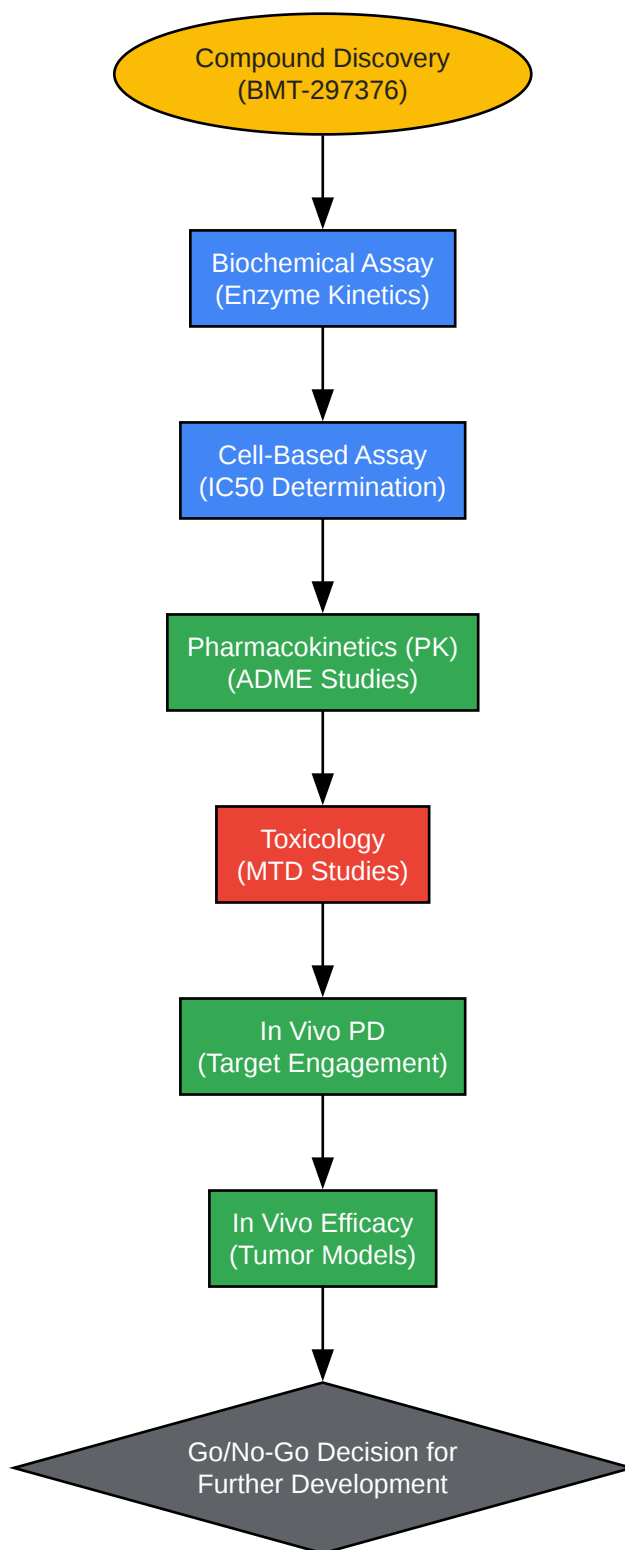 Compound Discovery
(BMT-297376)
Biochemical Assay
(Enzyme Kinetics)
Cell-Based Assay
(IC50 Determination)
Pharmacokinetics (PK)
(ADME Studies)
Toxicology
(MTD Studies)
In Vivo PD
(Target Engagement)
In Vivo Efficacy
(Tumor Models)
Go/No-Go Decision for
Further Development